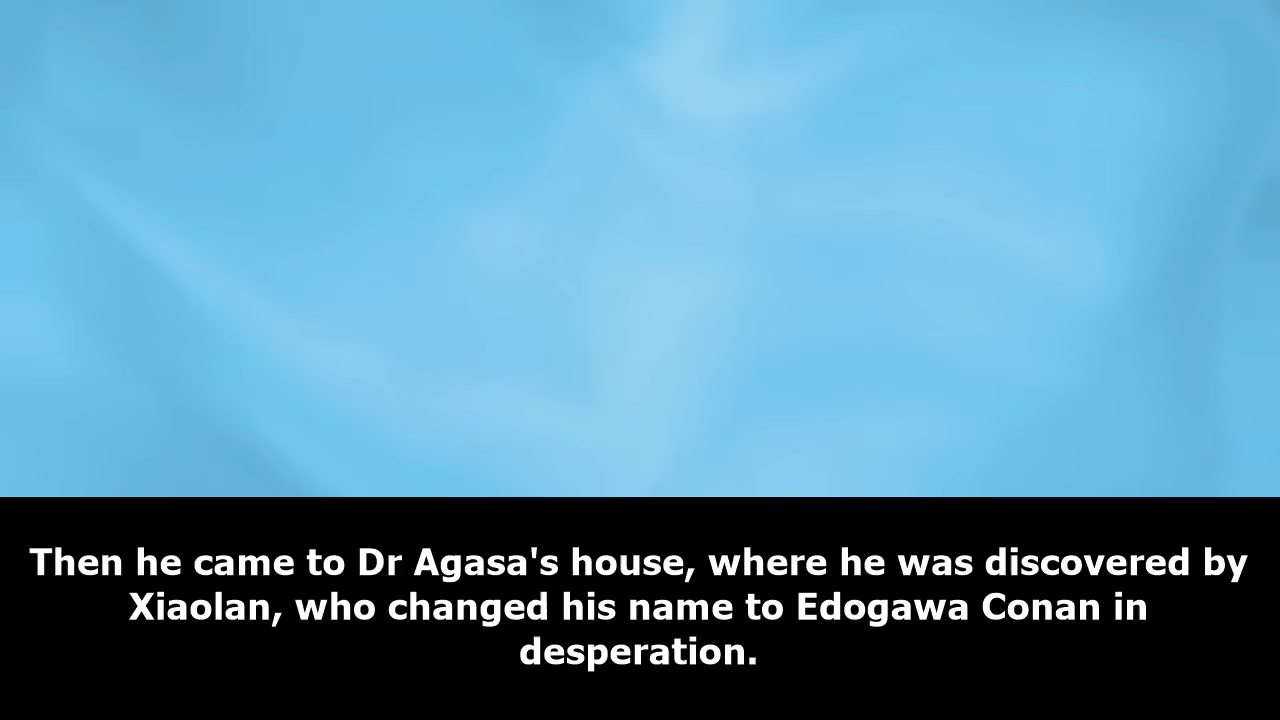 Then he came to Dr Agasa's house, where he was discovered by
Xiaolan, who changed his name to Edogawa Conan in
desperation.